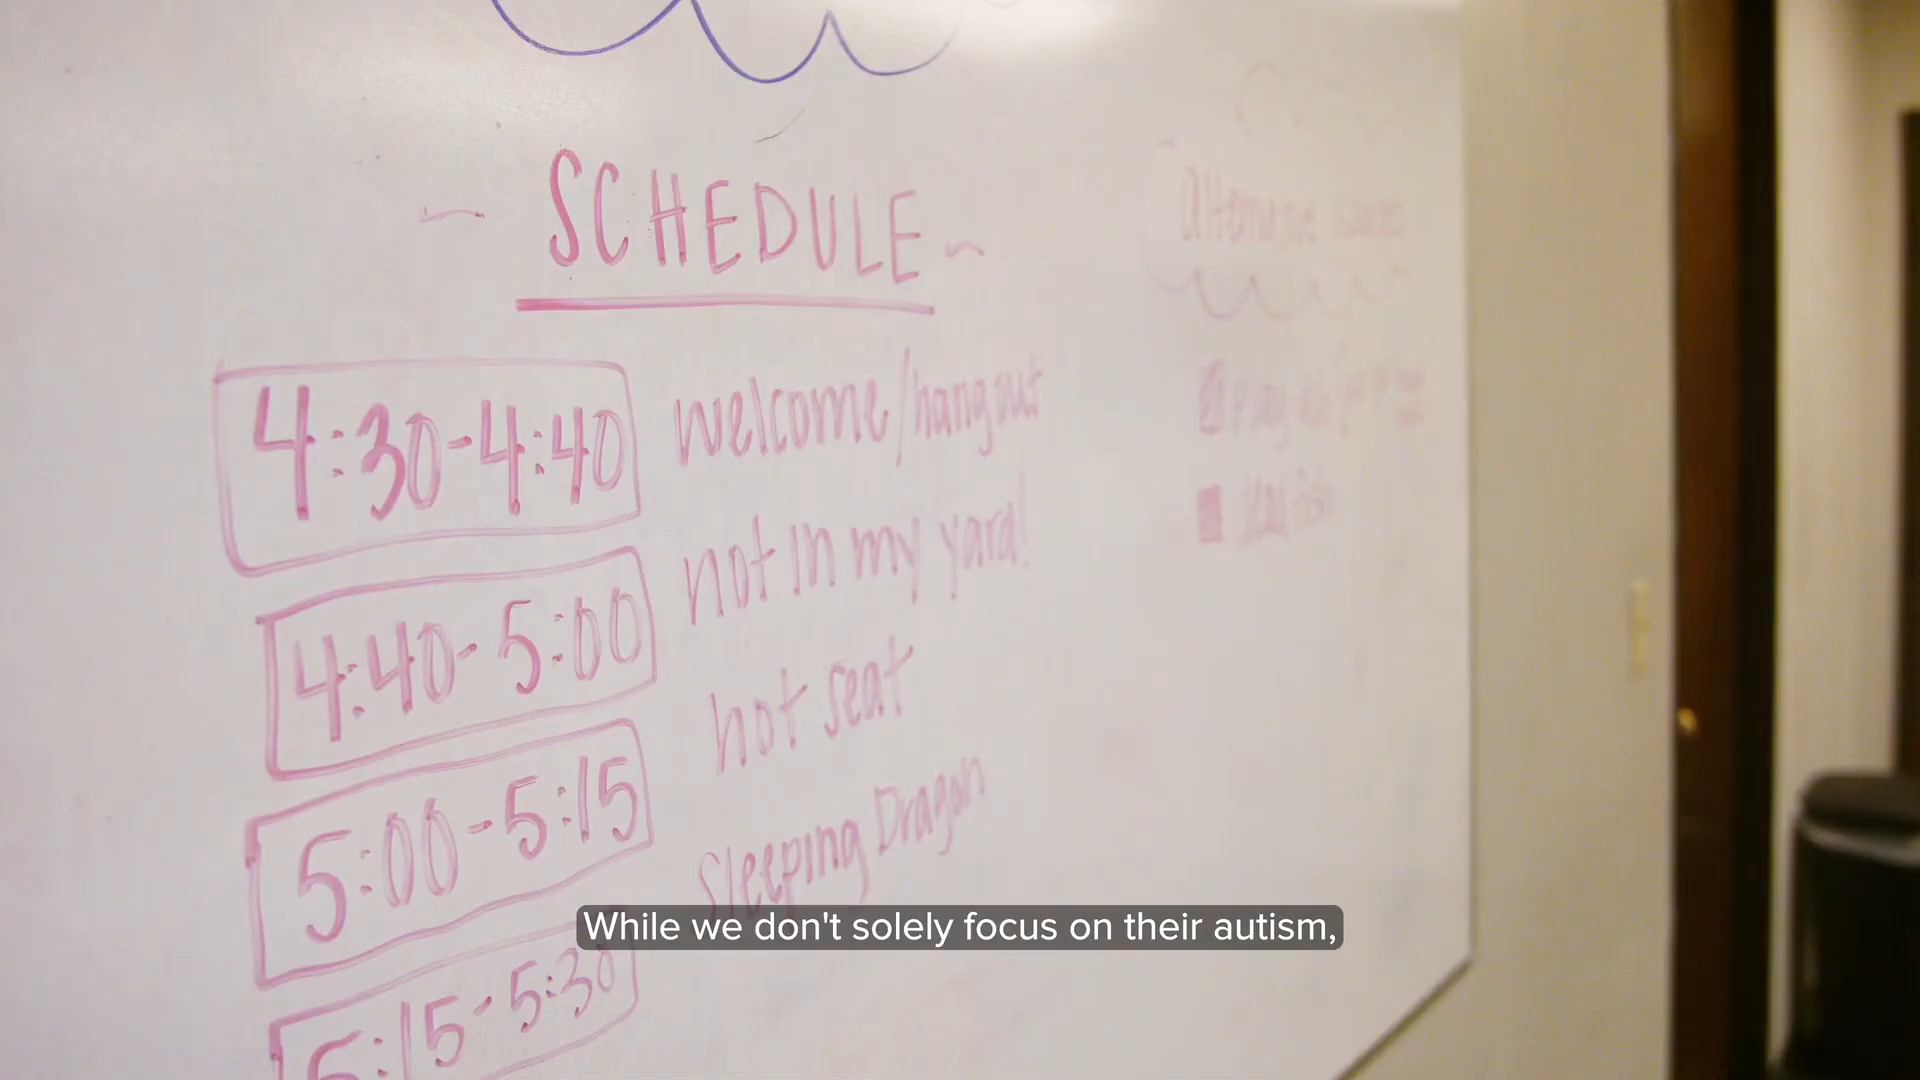 ~ SCHEDULE ~
4:30-4:40 welcome/hangout
4:40-5:00 not in my yard!
5:00-5:15 hot seat
5:15-5:30 Sleeping Dragon
While we don't solely focus on their autism,